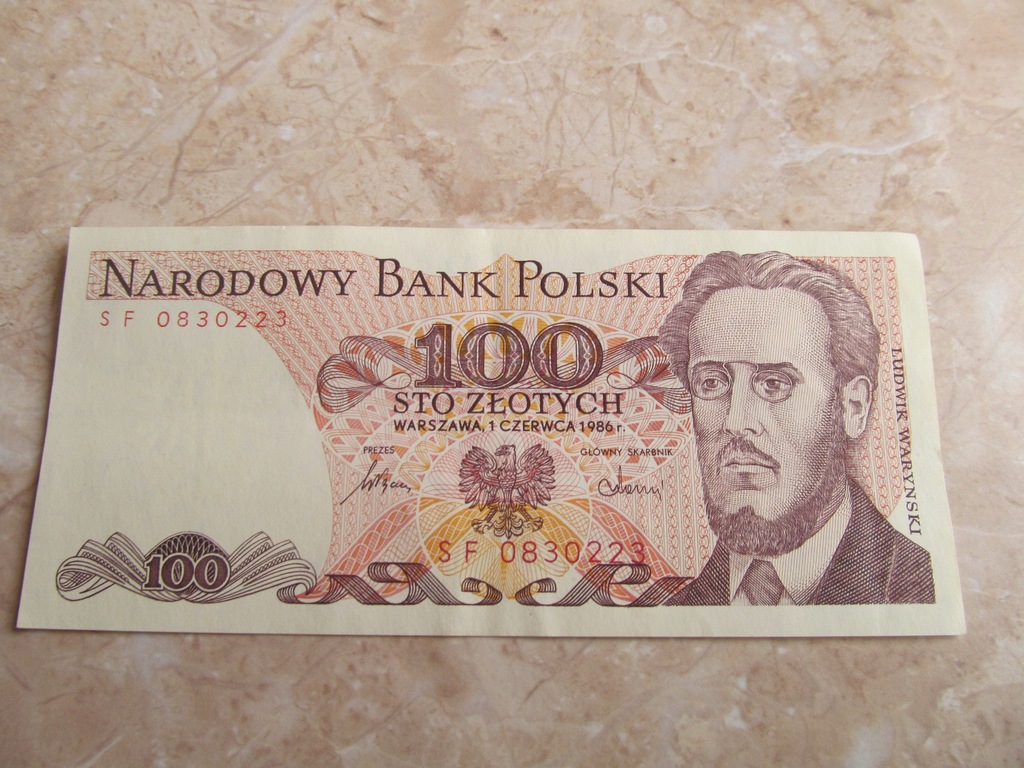 NARODOWY BANK POLSKI
SF 0830223
100
STO ZŁOTYCH
WARSZAWA, 1 CZERWCA 1986 r.
PREZES
GŁÓWNY SKARBNIK
SF 0830223
100
LUDWIK WARYŃSKI